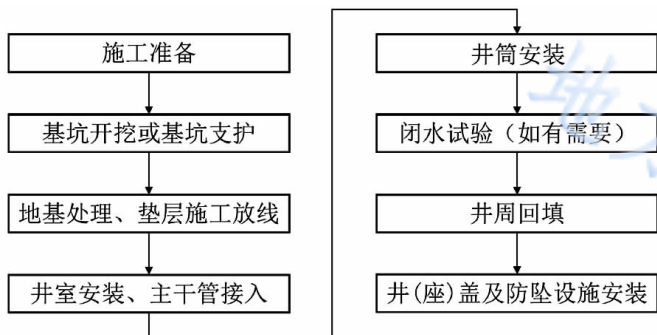 施工准备
基坑开挖或基坑支护
地基处理、垫层施工放线
井室安装、主干管接入
井筒安装
闭水试验（如有需要）
井周回填
井(座)盖及防坠设施安装